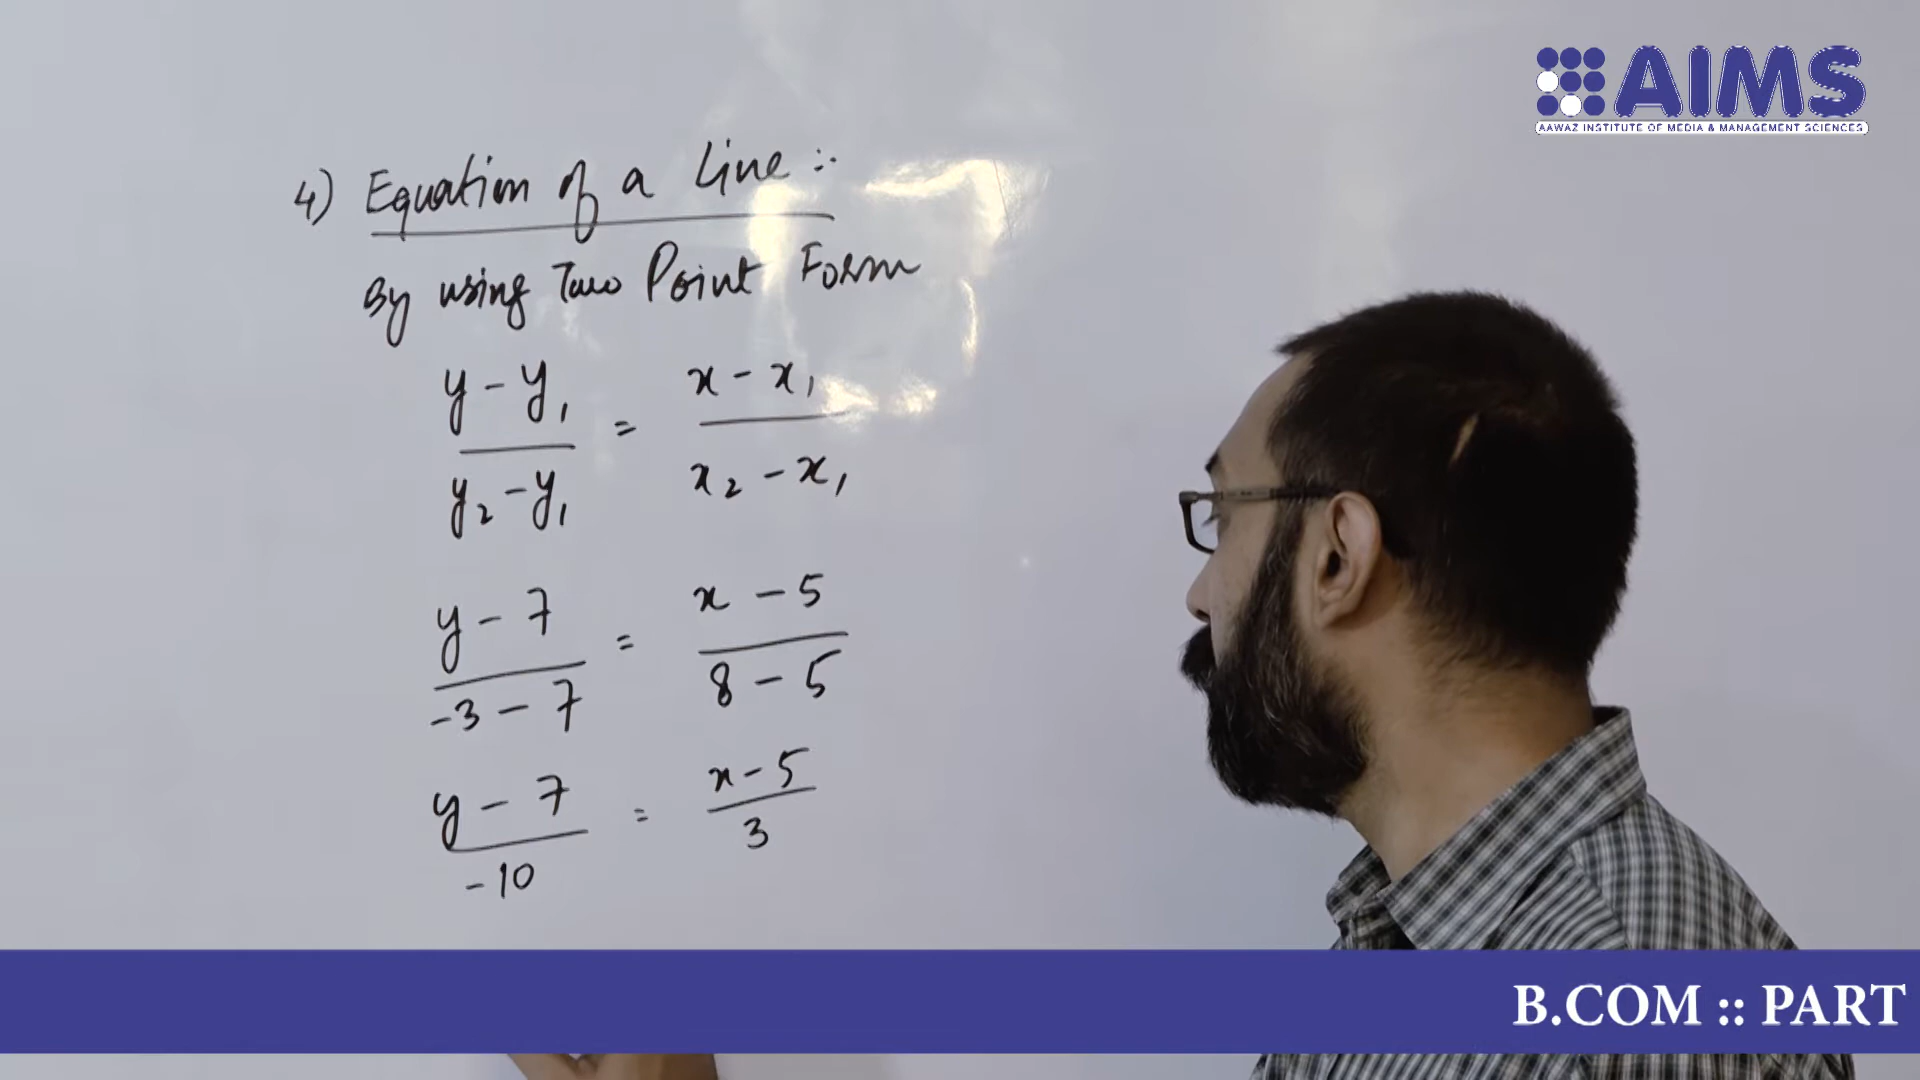 AIMS
AAWAZ INSTITUTE OF MEDIA & MANAGEMENT SCIENCES
4) Equation of a Line :-
By using Two Point Form
y - y₁ / y₂ - y₁ = x - x₁ / x₂ - x₁
y - 7 / -3 - 7 = x - 5 / 8 - 5
y - 7 / -10 = x - 5 / 3
B.COM :: PART